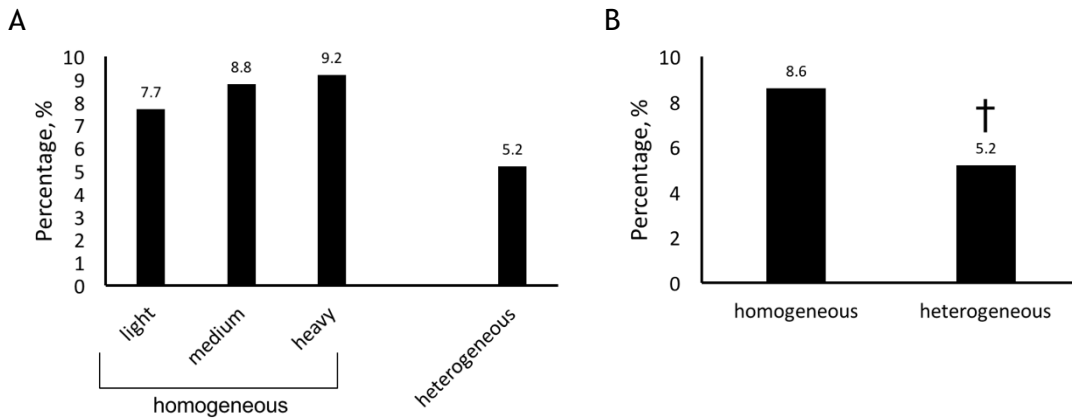 A
Percentage, %
10
9
8
7
6
5
4
3
2
1
0
7.7
8.8
9.2
5.2
light
medium
heavy
heterogeneous
homogeneous
B
Percentage, %
10
8
6
4
2
0
8.6
†
5.2
homogeneous
heterogeneous